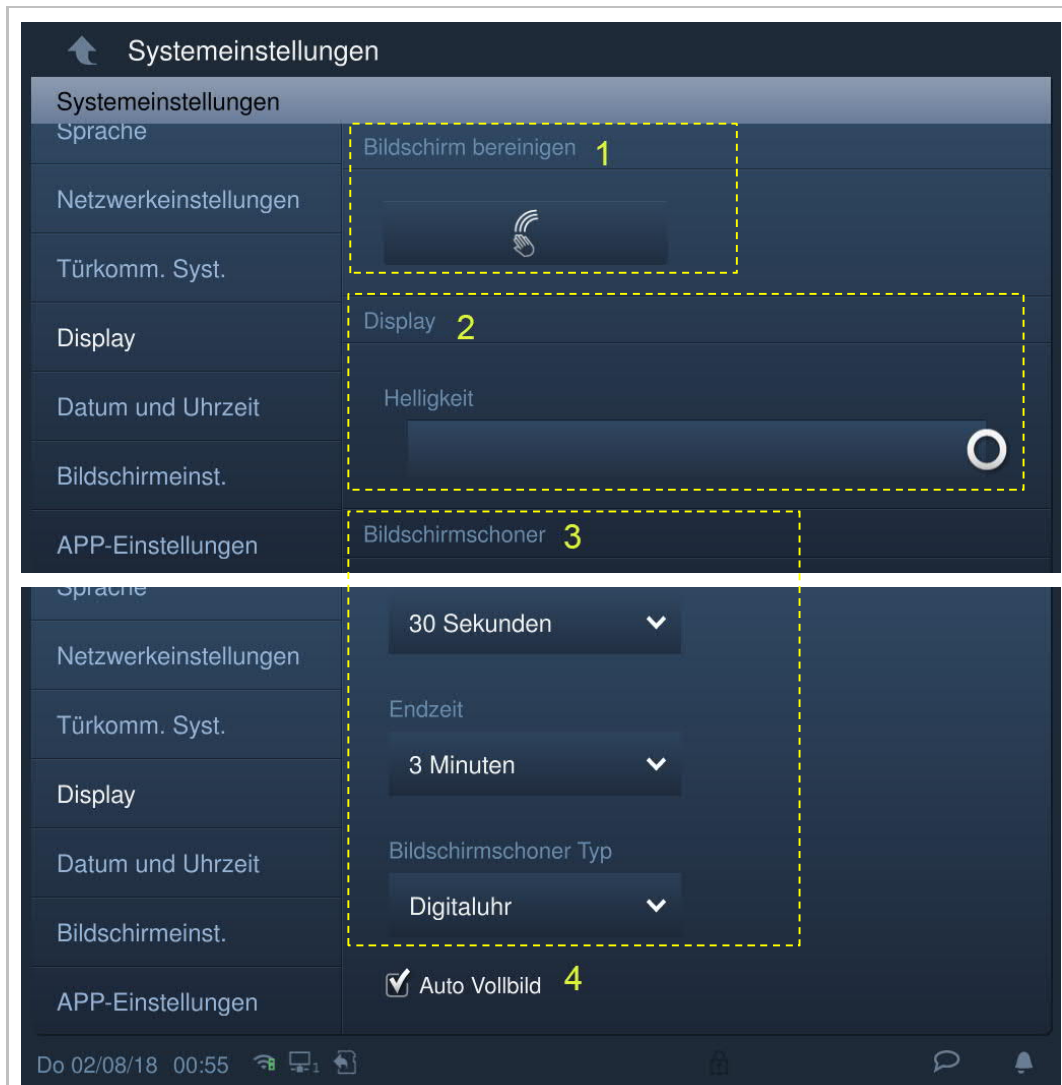 Systemeinstellungen
Systemeinstellungen
Sprache
Netzwerkeinstellungen
Türkomm. Syst.
Display
Datum und Uhrzeit
Bildschirmeinst.
APP-Einstellungen
Bildschirm bereinigen 1
Display 2
Helligkeit
Bildschirmschoner 3
Sprache
Netzwerkeinstellungen
Türkomm. Syst.
Display
Datum und Uhrzeit
Bildschirmeinst.
APP-Einstellungen
30 Sekunden
Endzeit
3 Minuten
Bildschirmschoner Typ
Digitaluhr
Auto Vollbild 4
Do 02/08/18 00:55 1